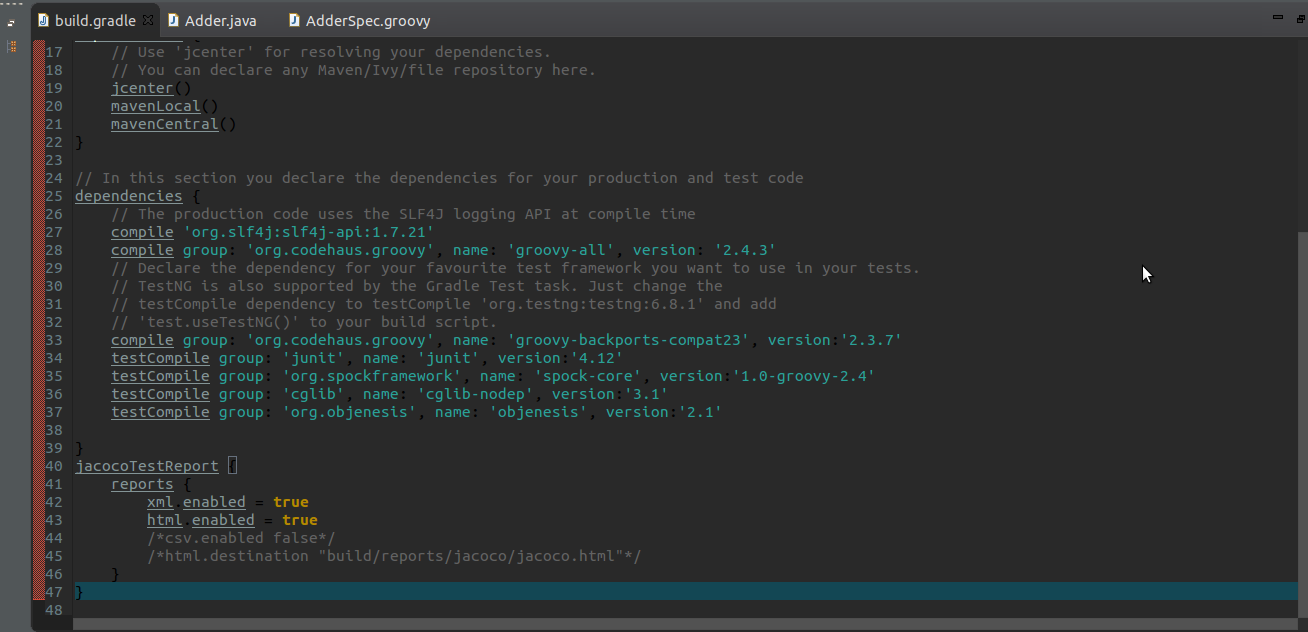 build.gradle Adder.java AdderSpec.groovy
17 // Use 'jcenter' for resolving your dependencies.
18 // You can declare any Maven/Ivy/file repository here.
19 jcenter()
20 mavenLocal()
21 mavenCentral()
22 }
23
24 // In this section you declare the dependencies for your production and test code
25 dependencies {
26 // The production code uses the SLF4J logging API at compile time
27 compile 'org.slf4j:slf4j-api:1.7.21'
28 compile group: 'org.codehaus.groovy', name: 'groovy-all', version: '2.4.3'
29 // Declare the dependency for your favourite test framework you want to use in your tests.
30 // TestNG is also supported by the Gradle Test task. Just change the
31 // testCompile dependency to testCompile 'org.testng:testng:6.8.1' and add
32 // 'test.useTestNG()' to your build script.
33 compile group: 'org.codehaus.groovy', name: 'groovy-backports-compat23', version:'2.3.7'
34 testCompile group: 'junit', name: 'junit', version:'4.12'
35 testCompile group: 'org.spockframework', name: 'spock-core', version:'1.0-groovy-2.4'
36 testCompile group: 'cglib', name: 'cglib-nodep', version:'3.1'
37 testCompile group: 'org.objenesis', name: 'objenesis', version:'2.1'
38
39 }
40 jacocoTestReport {
41 reports {
42 xml.enabled = true
43 html.enabled = true
44 /*csv.enabled false*/
45 /*html.destination "build/reports/jacoco/jacoco.html"*/
46 }
47 }
48